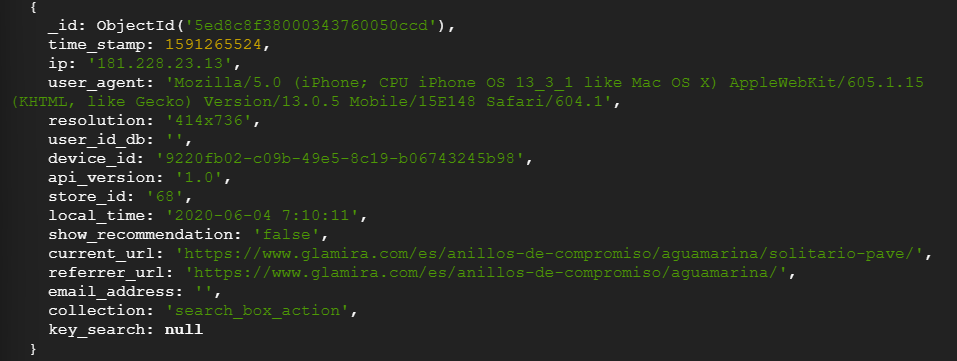 {
_id: ObjectId('5ed8c8f38000343760050ccd'),
time_stamp: 1591265524,
ip: '181.228.23.13',
user_agent: 'Mozilla/5.0 (iPhone; CPU iPhone OS 13_3_1 like Mac OS X) AppleWebKit/605.1.15
(KHTML, like Gecko) Version/13.0.5 Mobile/15E148 Safari/604.1',
resolution: '414x736',
user_id_db: '',
device_id: '9220fb02-c09b-49e5-8c19-b06743245b98',
api_version: '1.0',
store_id: '68',
local_time: '2020-06-04 7:10:11',
show_recommendation: 'false',
current_url: 'https://www.glamira.com/es/anillos-de-compromiso/aguamarina/solitario-pave/',
referrer_url: 'https://www.glamira.com/es/anillos-de-compromiso/aguamarina/',
email_address: '',
collection: 'search_box_action',
key_search: null
}